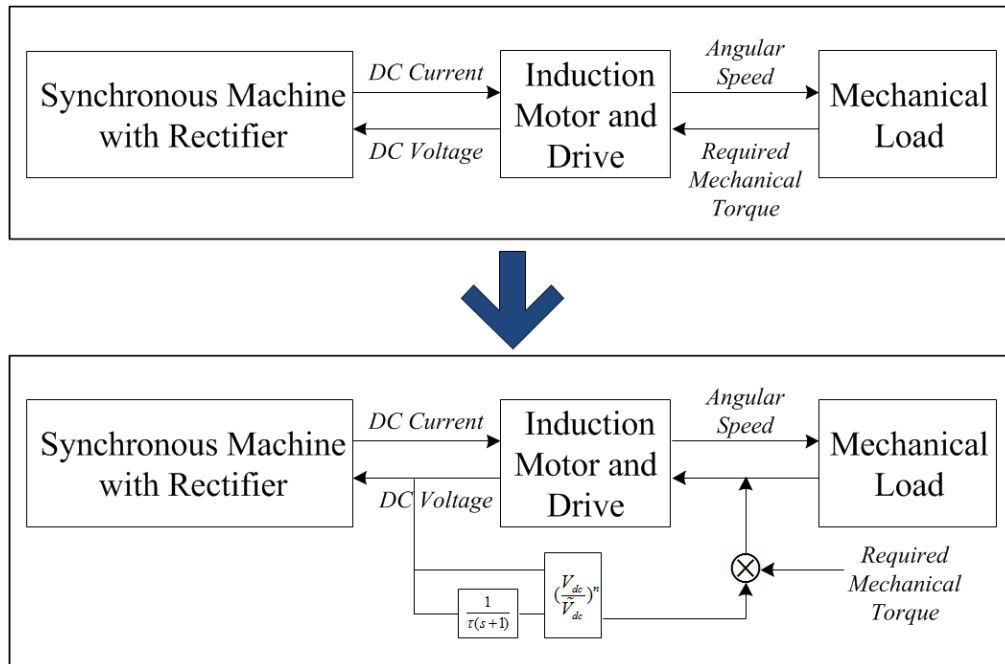 Synchronous Machine
with Rectifier
DC Current
DC Voltage
Induction
Motor and
Drive
Angular
Speed
Required
Mechanical
Torque
Mechanical
Load
Synchronous Machine
with Rectifier
DC Current
DC Voltage
Induction
Motor and
Drive
Angular
Speed
Mechanical
Load
Required
Mechanical
Torque
1
τ(s+1)
(V_dc / Ṽ_dc)^n